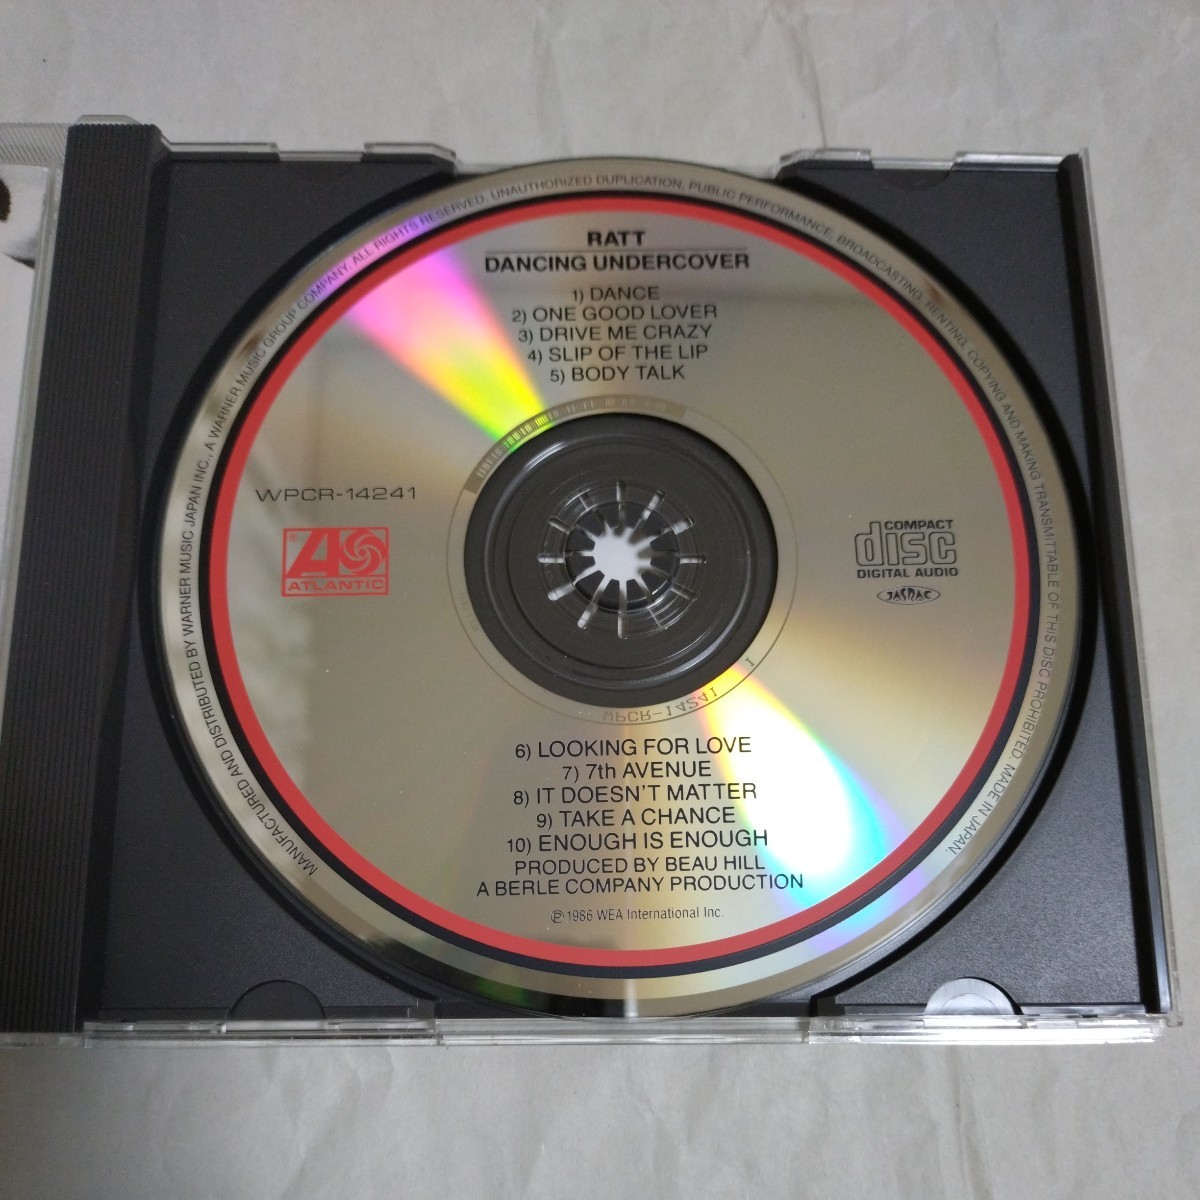 RATT
DANCING UNDERCOVER
1) DANCE
2) ONE GOOD LOVER
3) DRIVE ME CRAZY
4) SLIP OF THE LIP
5) BODY TALK
WPCR-14241
ATLANTIC
COMPACT
disc
DIGITAL AUDIO
JASRAC
WPCR-14241 1
6) LOOKING FOR LOVE
7) 7th AVENUE
8) IT DOESN'T MATTER
9) TAKE A CHANCE
10) ENOUGH IS ENOUGH
PRODUCED BY BEAU HILL
A BERLE COMPANY PRODUCTION
℗ 1986 WEA International Inc.
MANUFACTURED AND DISTRIBUTED BY WARNER MUSIC JAPAN INC., A WARNER MUSIC GROUP COMPANY. ALL RIGHTS RESERVED. UNAUTHORIZED DUPLICATION, PUBLIC PERFORMANCE, BROADCASTING, RENTING, COPYING AND MAKING TRANSMITTABLE OF THIS DISC PROHIBITED. MADE IN JAPAN.